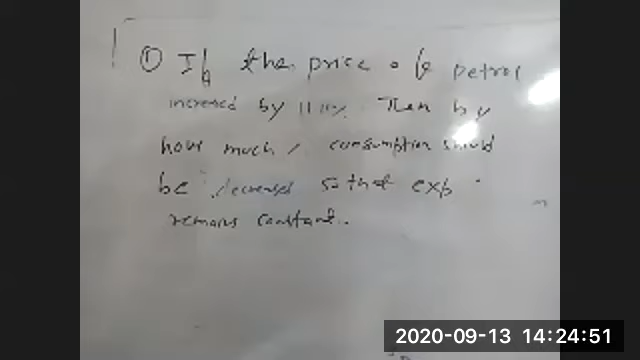 ① If the price of petrol
increased by 11.11%. Then by
how much / consumption should
be decreased so that exp.
remains constant.
2020-09-13 14:24:51